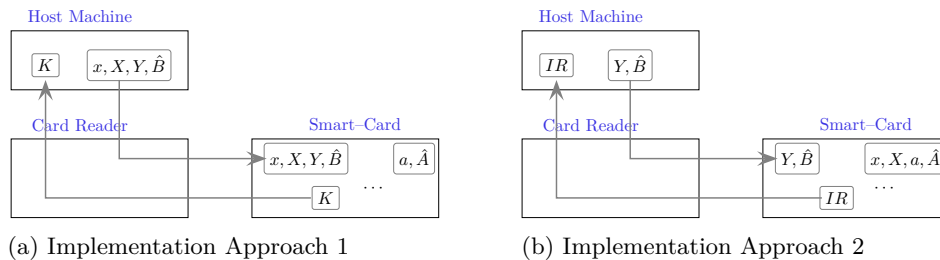 Host Machine
K
x, X, Y, B̂
Card Reader
Smart–Card
x, X, Y, B̂
a, Â
...
K
(a) Implementation Approach 1
Host Machine
IR
Y, B̂
Card Reader
Smart–Card
Y, B̂
x, X, a, Â
...
IR
(b) Implementation Approach 2